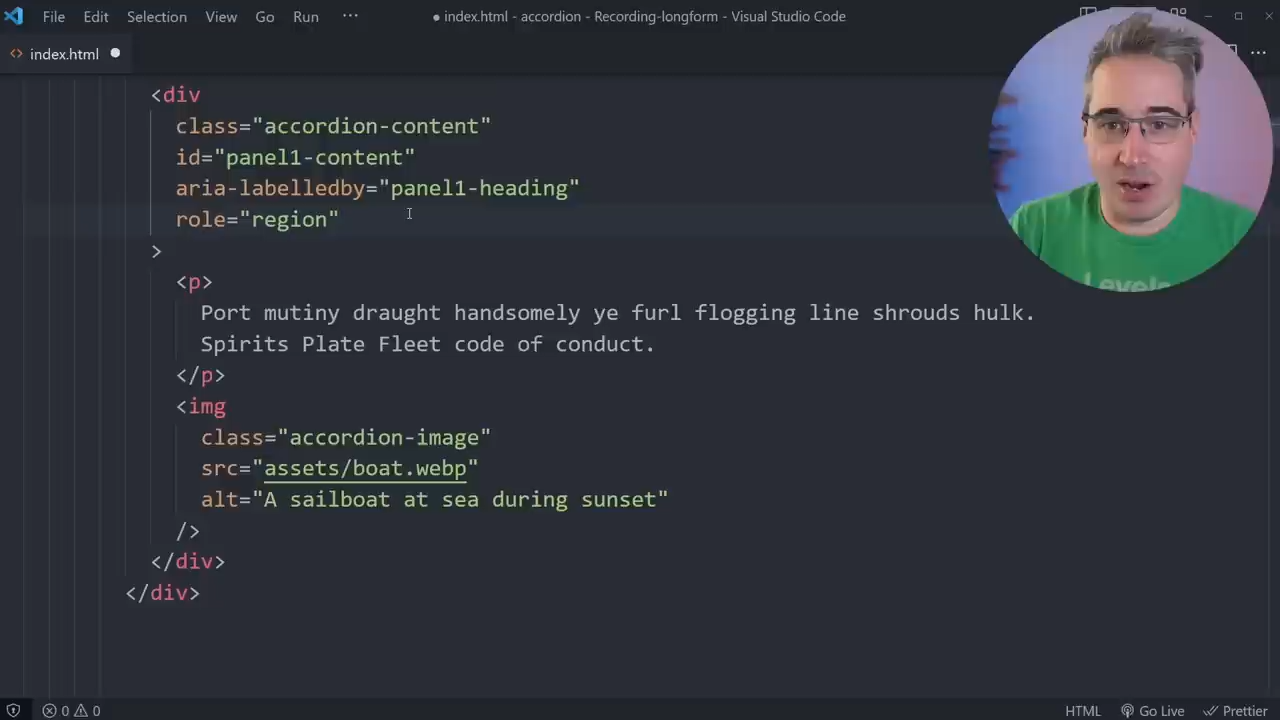 File Edit Selection View Go Run ··· ● index.html - accordion - Recording-longform - Visual Studio Code
<> index.html ●
<div
class="accordion-content"
id="panel1-content"
aria-labelledby="panel1-heading"
role="region"
>
<p>
Port mutiny draught handsomely ye furl flogging line shrouds hulk.
Spirits Plate Fleet code of conduct.
</p>
<img
class="accordion-image"
src="assets/boat.webp"
alt="A sailboat at sea during sunset"
/>
</div>
</div>
0 0 HTML Go Live Prettier